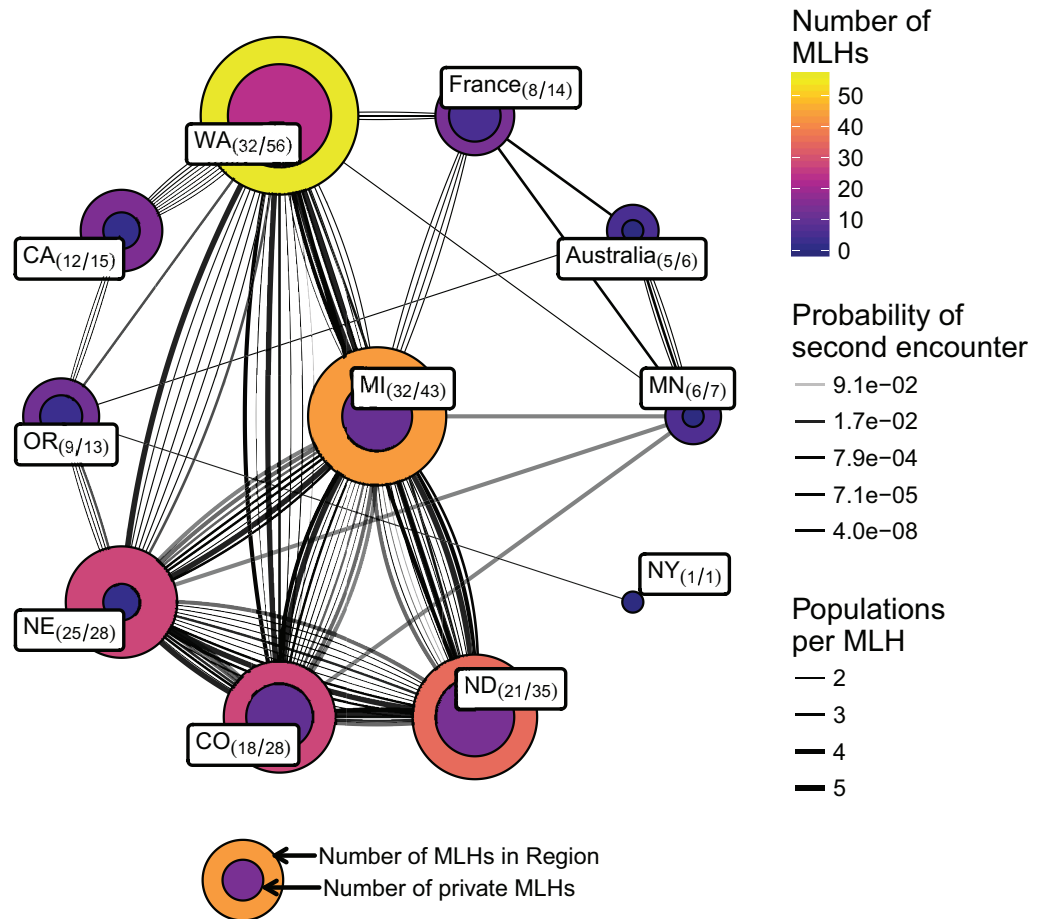 Number of
MLHs
50
40
30
20
10
0
Probability of
second encounter
9.1e−02
1.7e−02
7.9e−04
7.1e−05
4.0e−08
Populations
per MLH
2
3
4
5
France(8/14)
WA(32/56)
CA(12/15)
Australia(5/6)
MI(32/43)
MN(6/7)
OR(9/13)
NY(1/1)
NE(25/28)
ND(21/35)
CO(18/28)
Number of MLHs in Region
Number of private MLHs